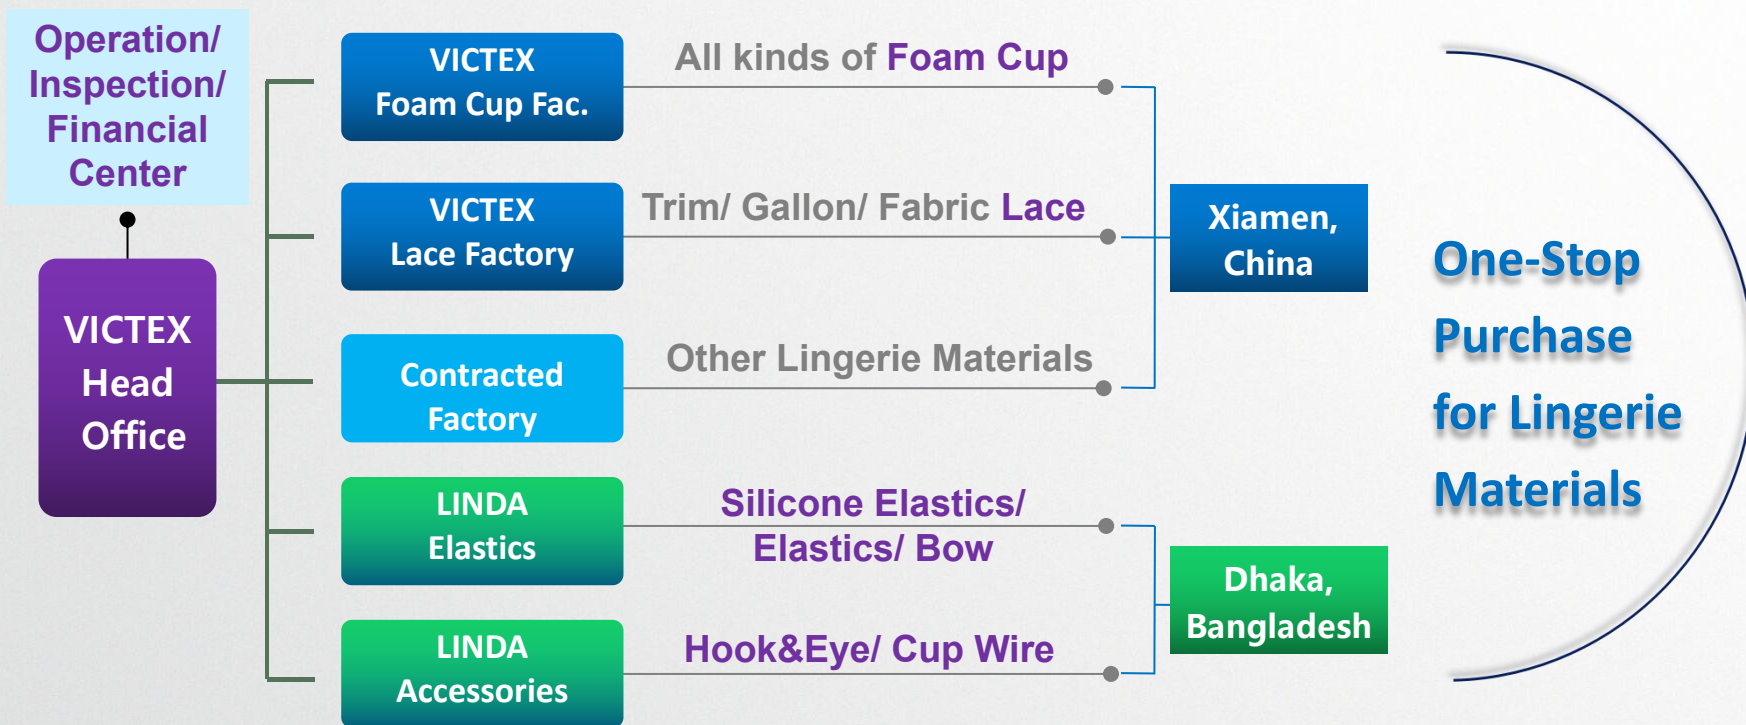 Operation/
Inspection/
Financial
Center
VICTEX
Head
Office
VICTEX
Foam Cup Fac.
All kinds of Foam Cup
VICTEX
Lace Factory
Trim/ Gallon/ Fabric Lace
Contracted
Factory
Other Lingerie Materials
LINDA
Elastics
Silicone Elastics/
Elastics/ Bow
LINDA
Accessories
Hook&Eye/ Cup Wire
Xiamen,
China
Dhaka,
Bangladesh
One-Stop
Purchase
for Lingerie
Materials